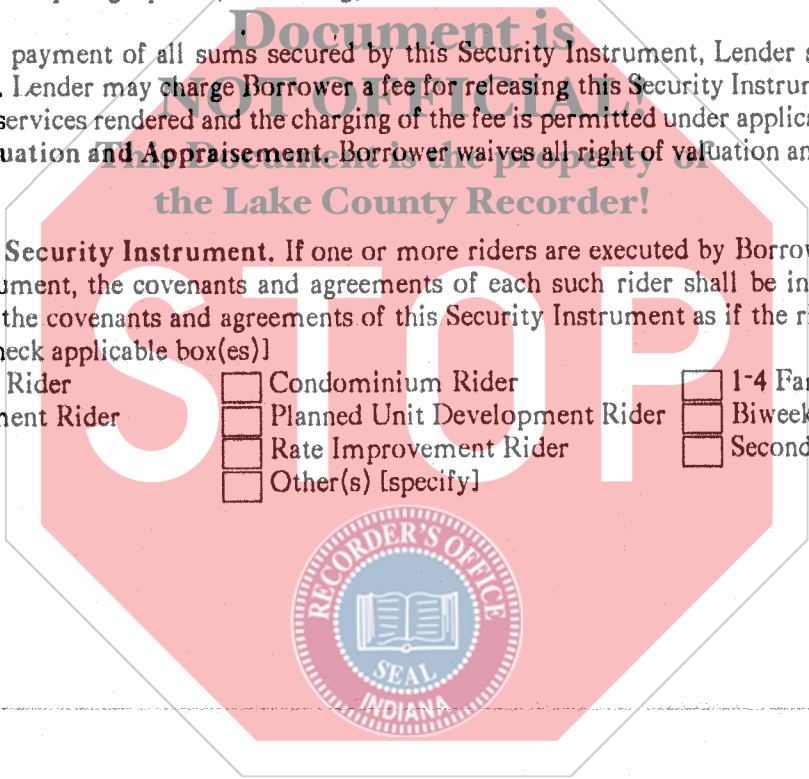 Document is
payment of all sums secured by this Security Instrument, Lender
. Lender may charge Borrower a fee for releasing this Security Instrum
NOT OFFICIAL!
services rendered and the charging of the fee is permitted under applic
uation and Appraisement. Borrower waives all right of valuation an
This Document is the property of
the Lake County Recorder!
Security Instrument. If one or more riders are executed by Borrow
ument, the covenants and agreements of each such rider shall be in
the covenants and agreements of this Security Instrument as if the r
neck applicable box(es)]
STOP
Rider Condominium Rider 1-4 Fam
nent Rider Planned Unit Development Rider Biweek
Rate Improvement Rider Second
Other(s) [specify]
RECORDER'S OFFICE
SEAL
INDIANA